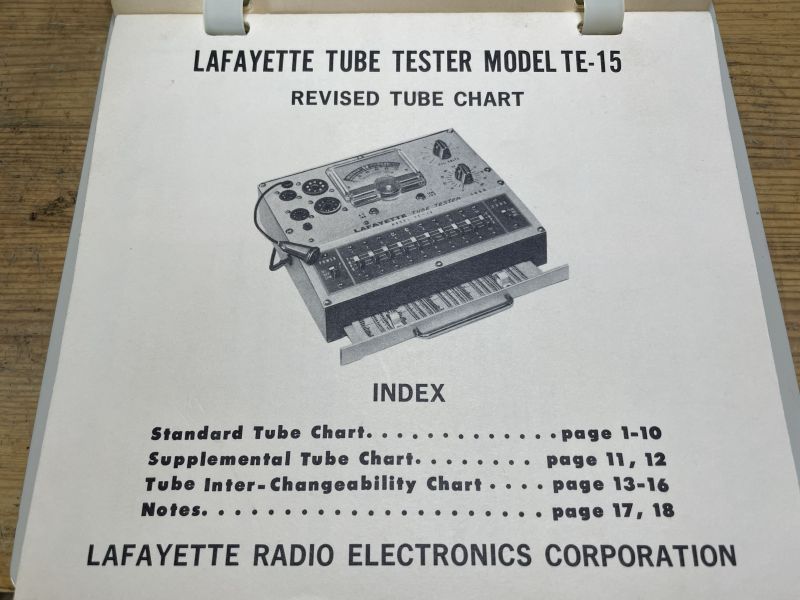 LAFAYETTE TUBE TESTER MODEL TE-15
REVISED TUBE CHART
LAFAYETTE TUBE TESTER
INDEX
Standard Tube Chart. . . . . . . . . . . . . page 1-10
Supplemental Tube Chart. . . . . . . . page 11, 12
Tube Inter-Changeability Chart . . . . page 13-16
Notes. . . . . . . . . . . . . . . . . . . . . . . page 17, 18
LAFAYETTE RADIO ELECTRONICS CORPORATION